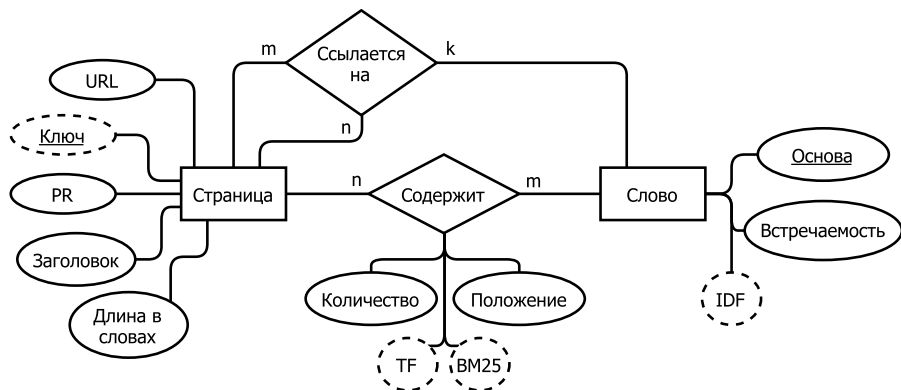 Ссылается
на
m
k
n
URL
Ключ
PR
Заголовок
Длина в
словах
Страница
n
Содержит
m
Слово
Основа
Встречаемость
IDF
Количество
Положение
TF
BM25